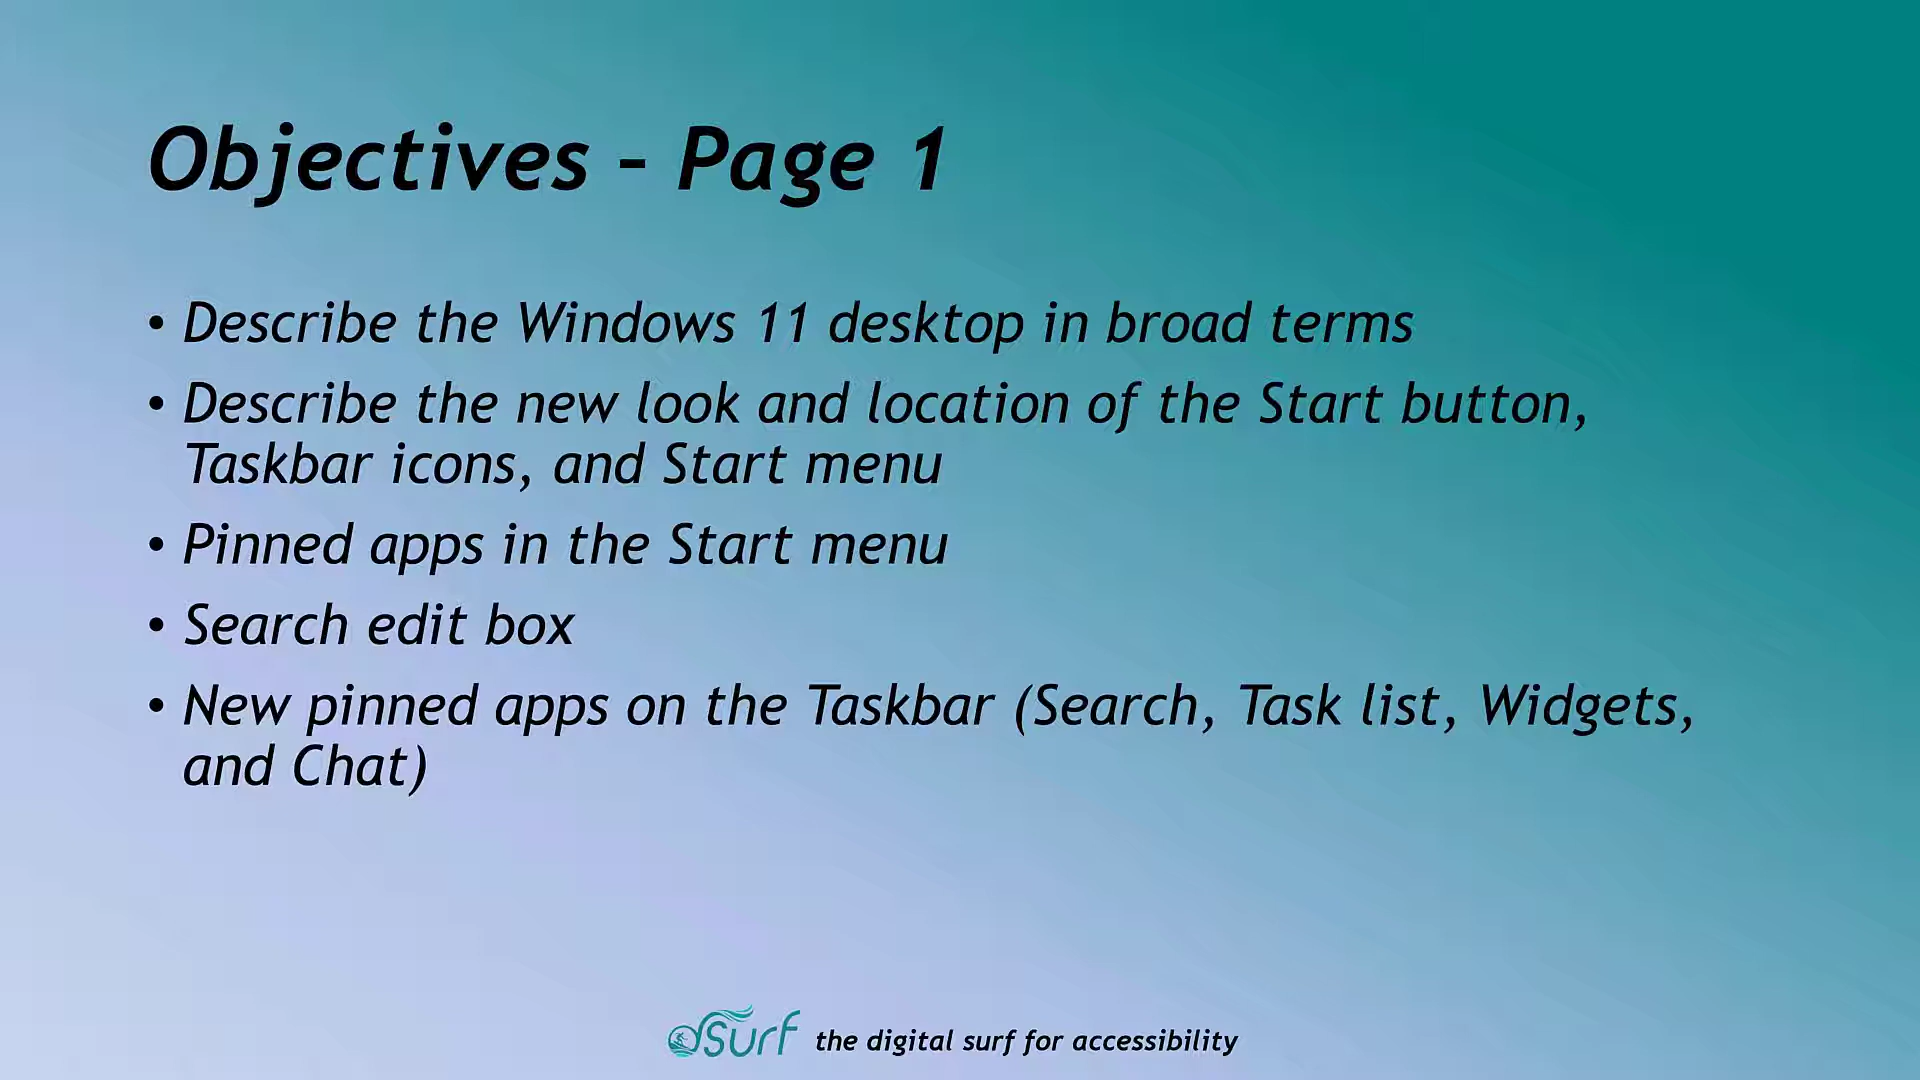 Objectives – Page 1
• Describe the Windows 11 desktop in broad terms
• Describe the new look and location of the Start button,
Taskbar icons, and Start menu
• Pinned apps in the Start menu
• Search edit box
• New pinned apps on the Taskbar (Search, Task list, Widgets,
and Chat)
dSurf the digital surf for accessibility